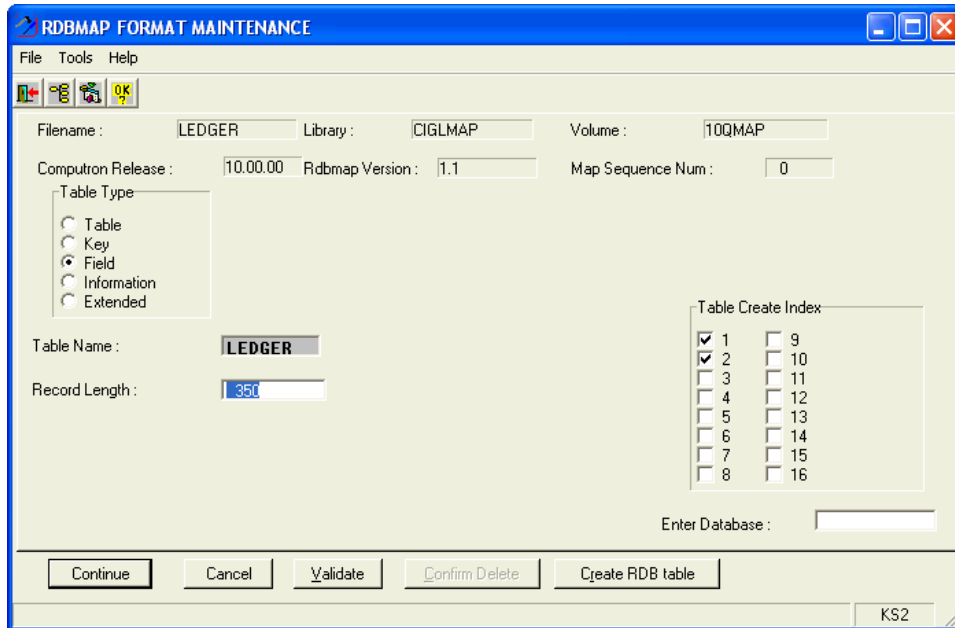 RDBMAP FORMAT MAINTENANCE
File Tools Help
OK ?
Filename : LEDGER Library : CIGLMAP Volume : 10QMAP
Computron Release : 10.00.00 Rdbmap Version : 1.1 Map Sequence Num : 0
Table Type
Table
Key
Field
Information
Extended
Table Create Index
1 9
2 10
3 11
4 12
5 13
6 14
7 15
8 16
Table Name : LEDGER
Record Length : 350
Enter Database :
Continue Cancel Validate Confirm Delete Create RDB table
KS2